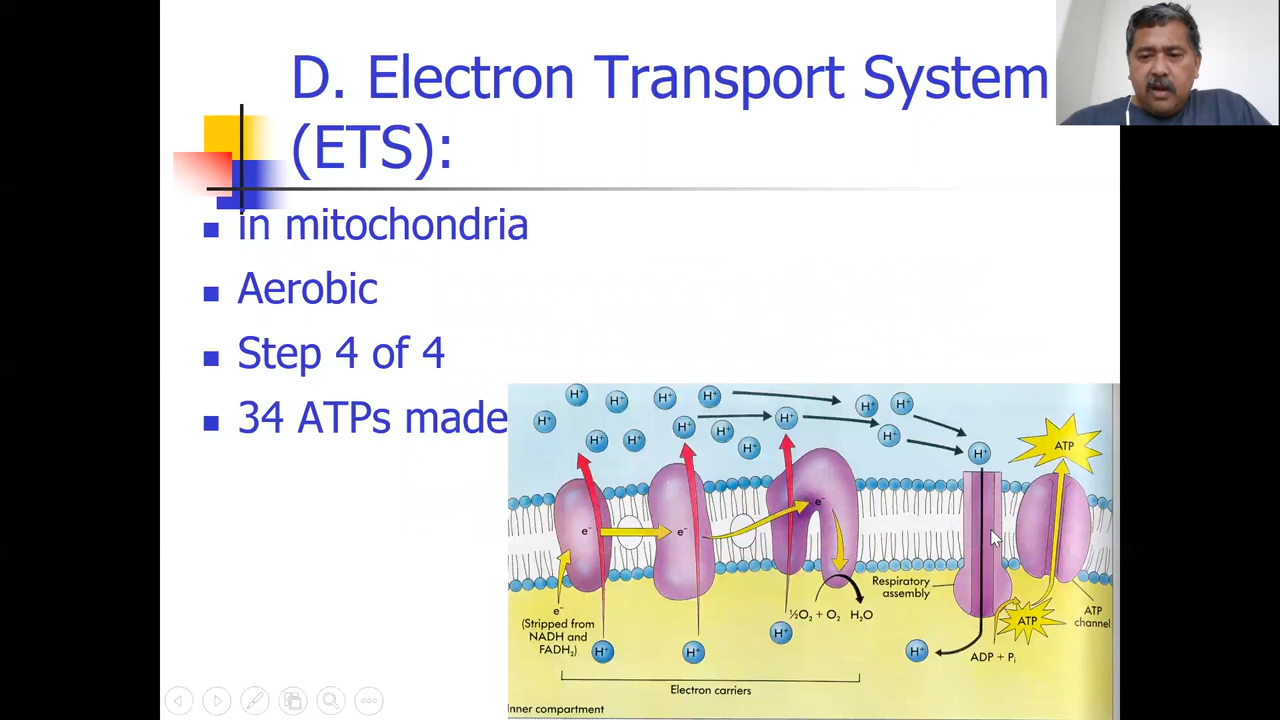 D. Electron Transport System
(ETS):
in mitochondria
Aerobic
Step 4 of 4
34 ATPs made
H⁺ H⁺ H⁺ H⁺ H⁺ H⁺
H⁺ H⁺ H⁺ H⁺ H⁺
H⁺ H⁺ H⁺ H⁺
ATP
e⁻ e⁻ e⁻
Respiratory
assembly
e⁻
(Stripped from
NADH and
FADH₂)
½O₂ + O₂ H₂O
ATP
ATP
channel
H⁺ H⁺ H⁺ H⁺
ADP + Pᵢ
Electron carriers
Inner compartment